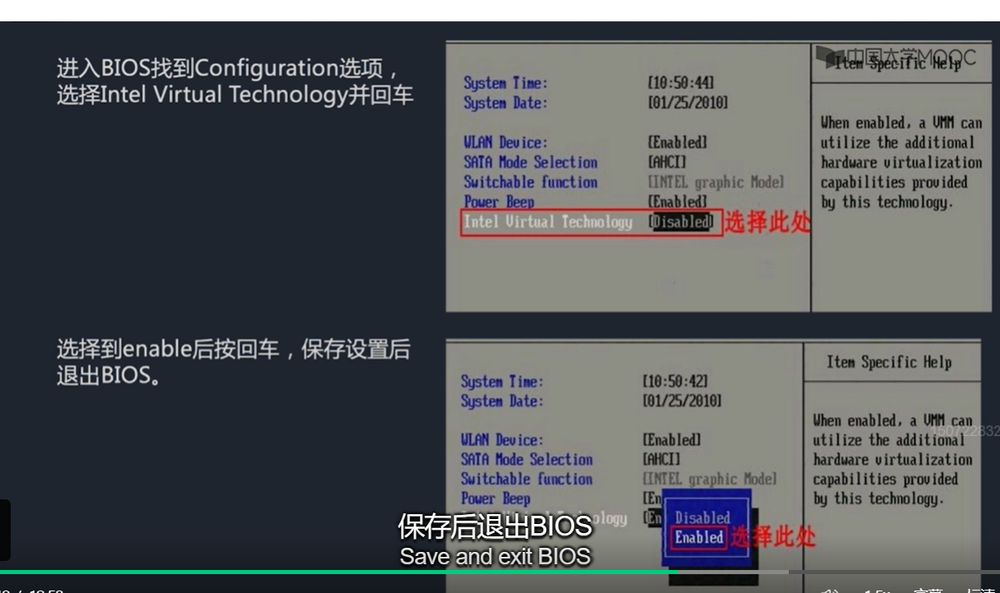 进入BIOS找到Configuration选项，
选择Intel Virtual Technology并回车
中国大学MOOC
Item Specific Help
System Time: [10:50:44]
System Date: [01/25/2010]
WLAN Device: [Enabled]
SATA Mode Selection [AHCI]
Switchable function [INTEL graphic Mode]
Power Beep [Enabled]
Intel Virtual Technology [Disabled] 选择此处
When enabled, a VMM can
utilize the additional
hardware virtualization
capabilities provided
by this technology.
选择到enable后按回车，保存设置后
退出BIOS。
Item Specific Help
System Time: [10:50:42]
System Date: [01/25/2010]
WLAN Device: [Enabled]
SATA Mode Selection [AHCI]
Switchable function [INTEL graphic Mode]
Power Beep [En
ology [En
Disabled
Enabled 选择此处
When enabled, a VMM can
utilize the additional
hardware virtualization
capabilities provided
by this technology.
保存后退出BIOS
Save and exit BIOS